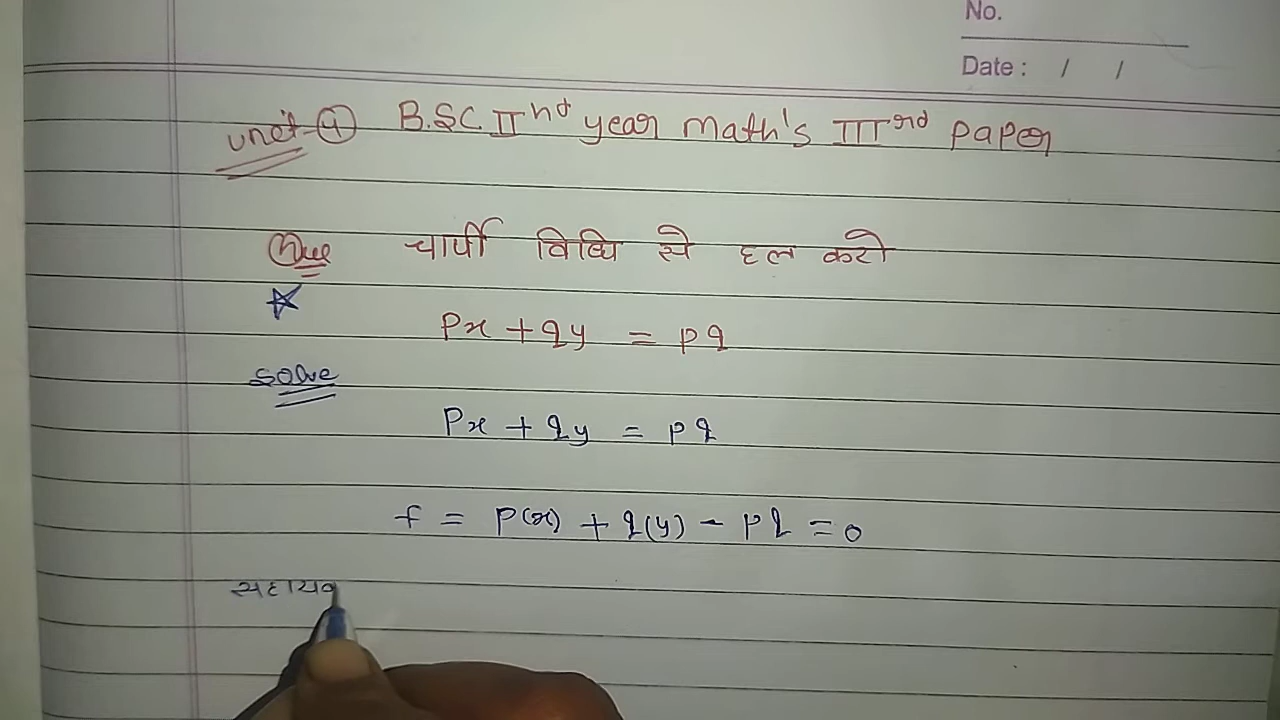 No.
Date : / /
unit-4 B.SC IInd year math's IIIrd paper
Que चार्पी विधि से हल करो
px + qy = pq
solve
px + qy = pq
f = p(x) + q(y) - pq = 0
सहायक